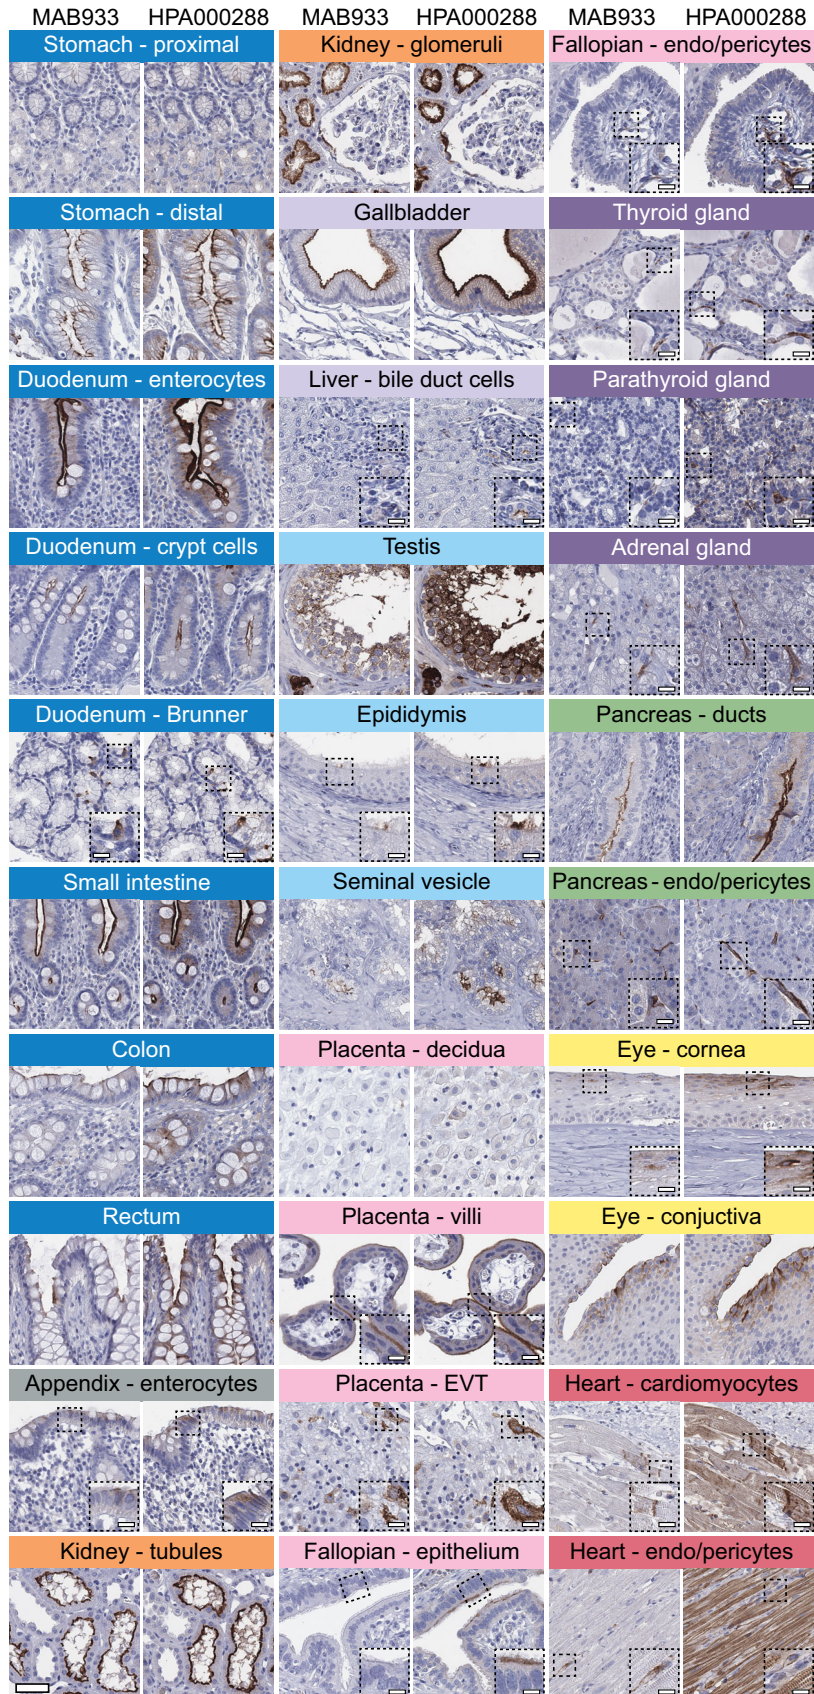 MAB933 HPA000288 MAB933 HPA000288 MAB933 HPA000288
Stomach - proximal
Kidney - glomeruli
Fallopian - endo/pericytes
Stomach - distal
Gallbladder
Thyroid gland
Duodenum - enterocytes
Liver - bile duct cells
Parathyroid gland
Duodenum - crypt cells
Testis
Adrenal gland
Duodenum - Brunner
Epididymis
Pancreas - ducts
Small intestine
Seminal vesicle
Pancreas - endo/pericytes
Colon
Placenta - decidua
Eye - cornea
Rectum
Placenta - villi
Eye - conjuctiva
Appendix - enterocytes
Placenta - EVT
Heart - cardiomyocytes
Kidney - tubules
Fallopian - epithelium
Heart - endo/pericytes